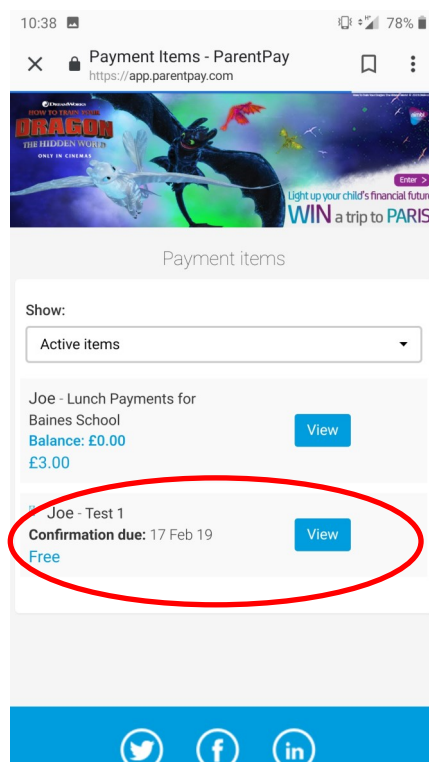 10:38 78%
Payment Items - ParentPay
https://app.parentpay.com
DreamWorks
HOW TO TRAIN YOUR
DRAGON
THE HIDDEN WORLD
ONLY IN CINEMAS
Enter >
Light up your child's financial future
WIN a trip to PARIS
Payment items
Show:
Active items
Joe - Lunch Payments for
Baines School
Balance: £0.00
£3.00
View
Joe - Test 1
Confirmation due: 17 Feb 19
Free
View
f
in